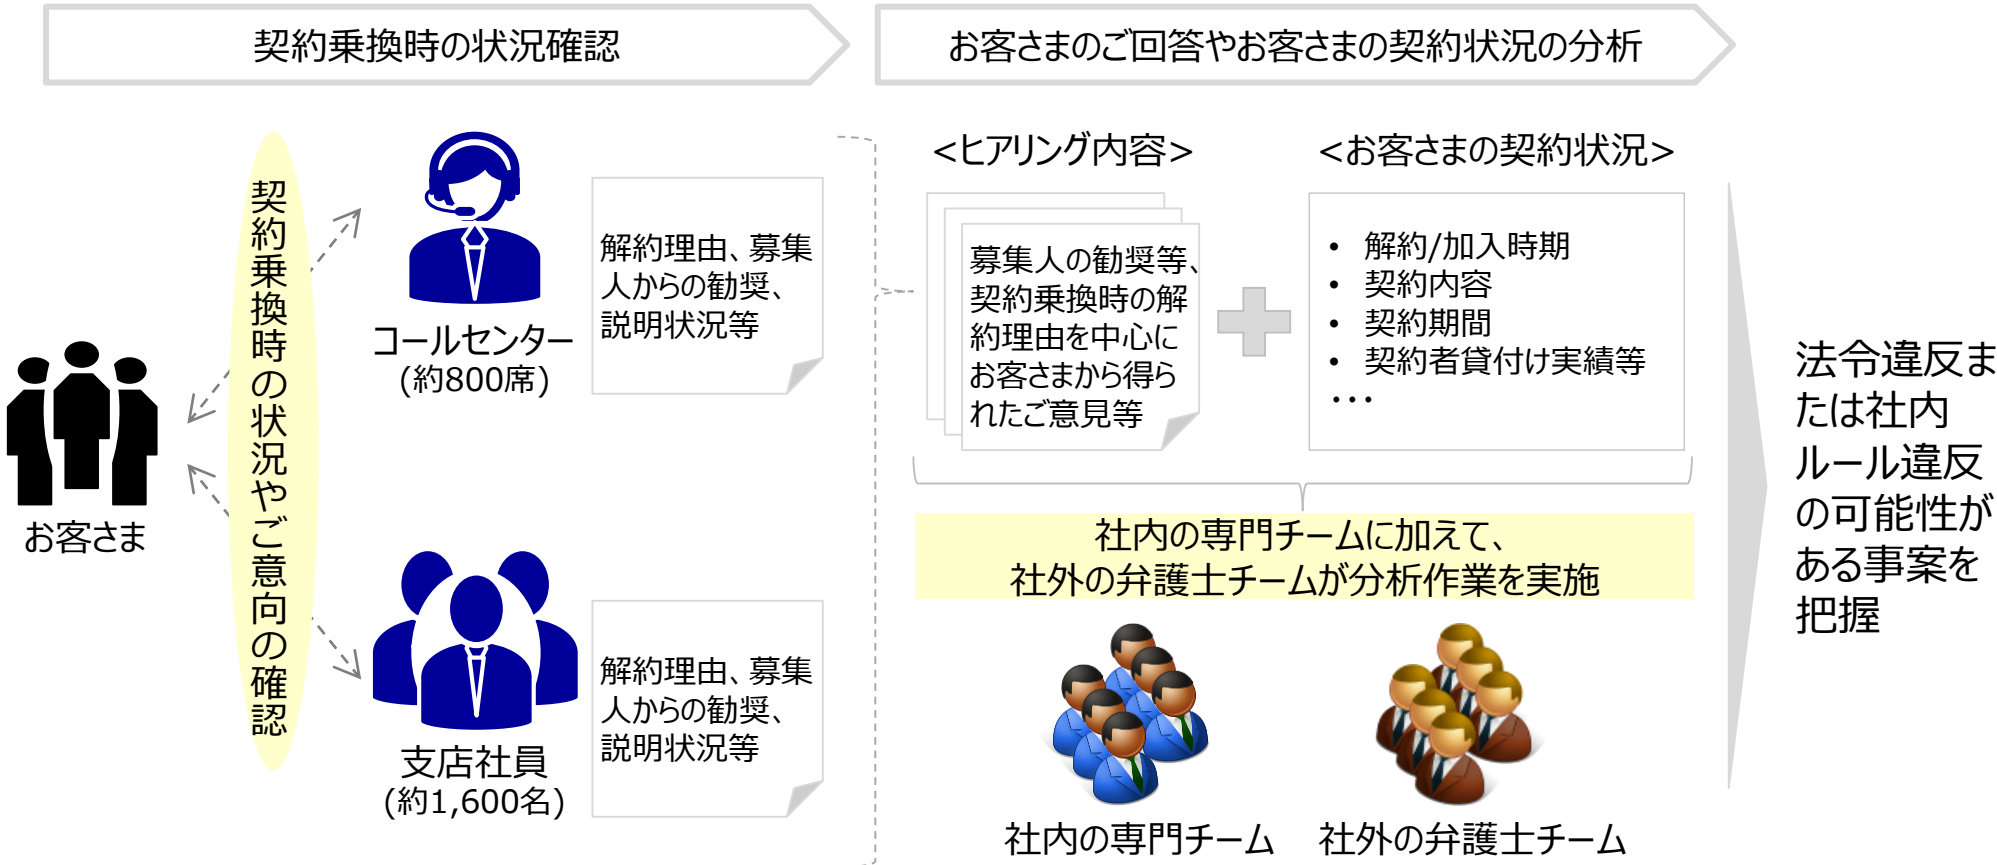 契約乗換時の状況確認
お客さまのご回答やお客さまの契約状況の分析
契約乗換時の状況やご意向の確認
お客さま
コールセンター
(約800席)
解約理由、募集
人からの勧奨、
説明状況等
支店社員
(約1,600名)
解約理由、募集
人からの勧奨、
説明状況等
<ヒアリング内容>
募集人の勧奨等、
契約乗換時の解
約理由を中心に
お客さまから得ら
れたご意見等
<お客さまの契約状況>
• 解約/加入時期
• 契約内容
• 契約期間
• 契約者貸付け実績等
・・・
社内の専門チームに加えて、
社外の弁護士チームが分析作業を実施
社内の専門チーム
社外の弁護士チーム
法令違反ま
たは社内
ルール違反
の可能性が
ある事案を
把握